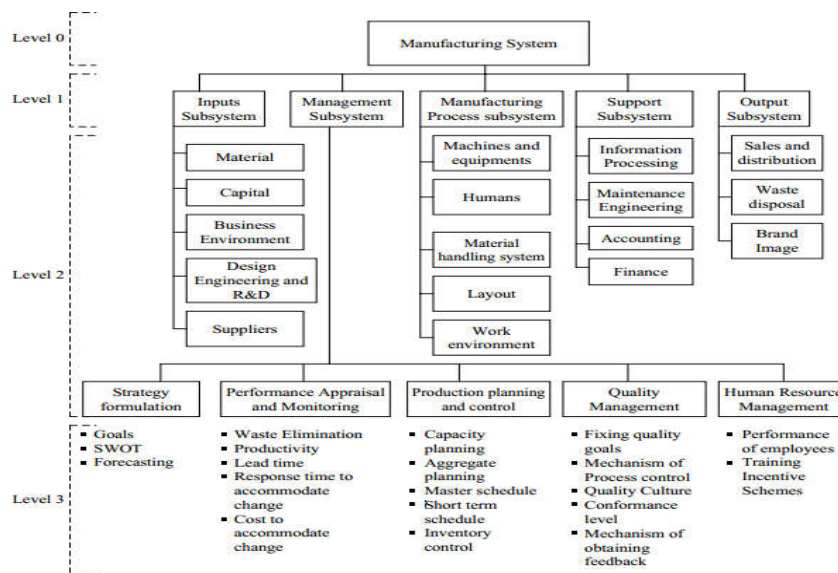 Level 0
Manufacturing System
Level 1
Inputs
Subsystem
Management
Subsystem
Manufacturing
Process subsystem
Support
Subsystem
Output
Subsystem
Level 2
Material
Capital
Business
Environment
Design
Engineering and
R&D
Suppliers
Machines and
equipments
Humans
Material
handling system
Layout
Work
environment
Information
Processing
Maintenance
Engineering
Accounting
Finance
Sales and
distribution
Waste
disposal
Brand
Image
Strategy
formulation
Performance Appraisal
and Monitoring
Production planning
and control
Quality
Management
Human Resource
Management
Level 3
▪ Goals
▪ SWOT
▪ Forecasting
▪ Waste Elimination
▪ Productivity
▪ Lead time
▪ Response time to
accommodate
change
▪ Cost to
accommodate
change
▪ Capacity
planning
▪ Aggregate
planning
▪ Master schedule
▪ Short term
schedule
▪ Inventory
control
▪ Fixing quality
goals
▪ Mechanism of
Process control
▪ Quality Culture
▪ Conformance
level
▪ Mechanism of
obtaining
feedback
▪ Performance
of employees
▪ Training
Incentive
Schemes